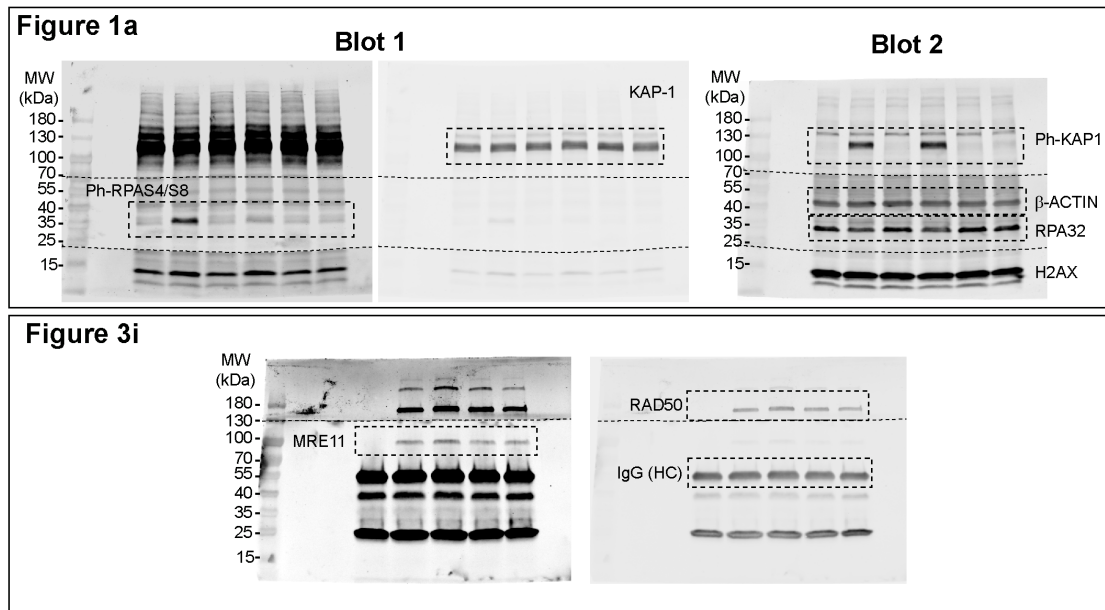 Figure 1a
Blot 1
Blot 2
MW
(kDa)
180
130
100
70
55
40
35
25
15
Ph-RPAS4/S8
KAP-1
MW
(kDa)
180
130
100
70
55
40
35
25
15
Ph-KAP1
β-ACTIN
RPA32
H2AX
Figure 3i
MW
(kDa)
180
130
100
70
55
40
35
25
15
MRE11
RAD50
IgG (HC)